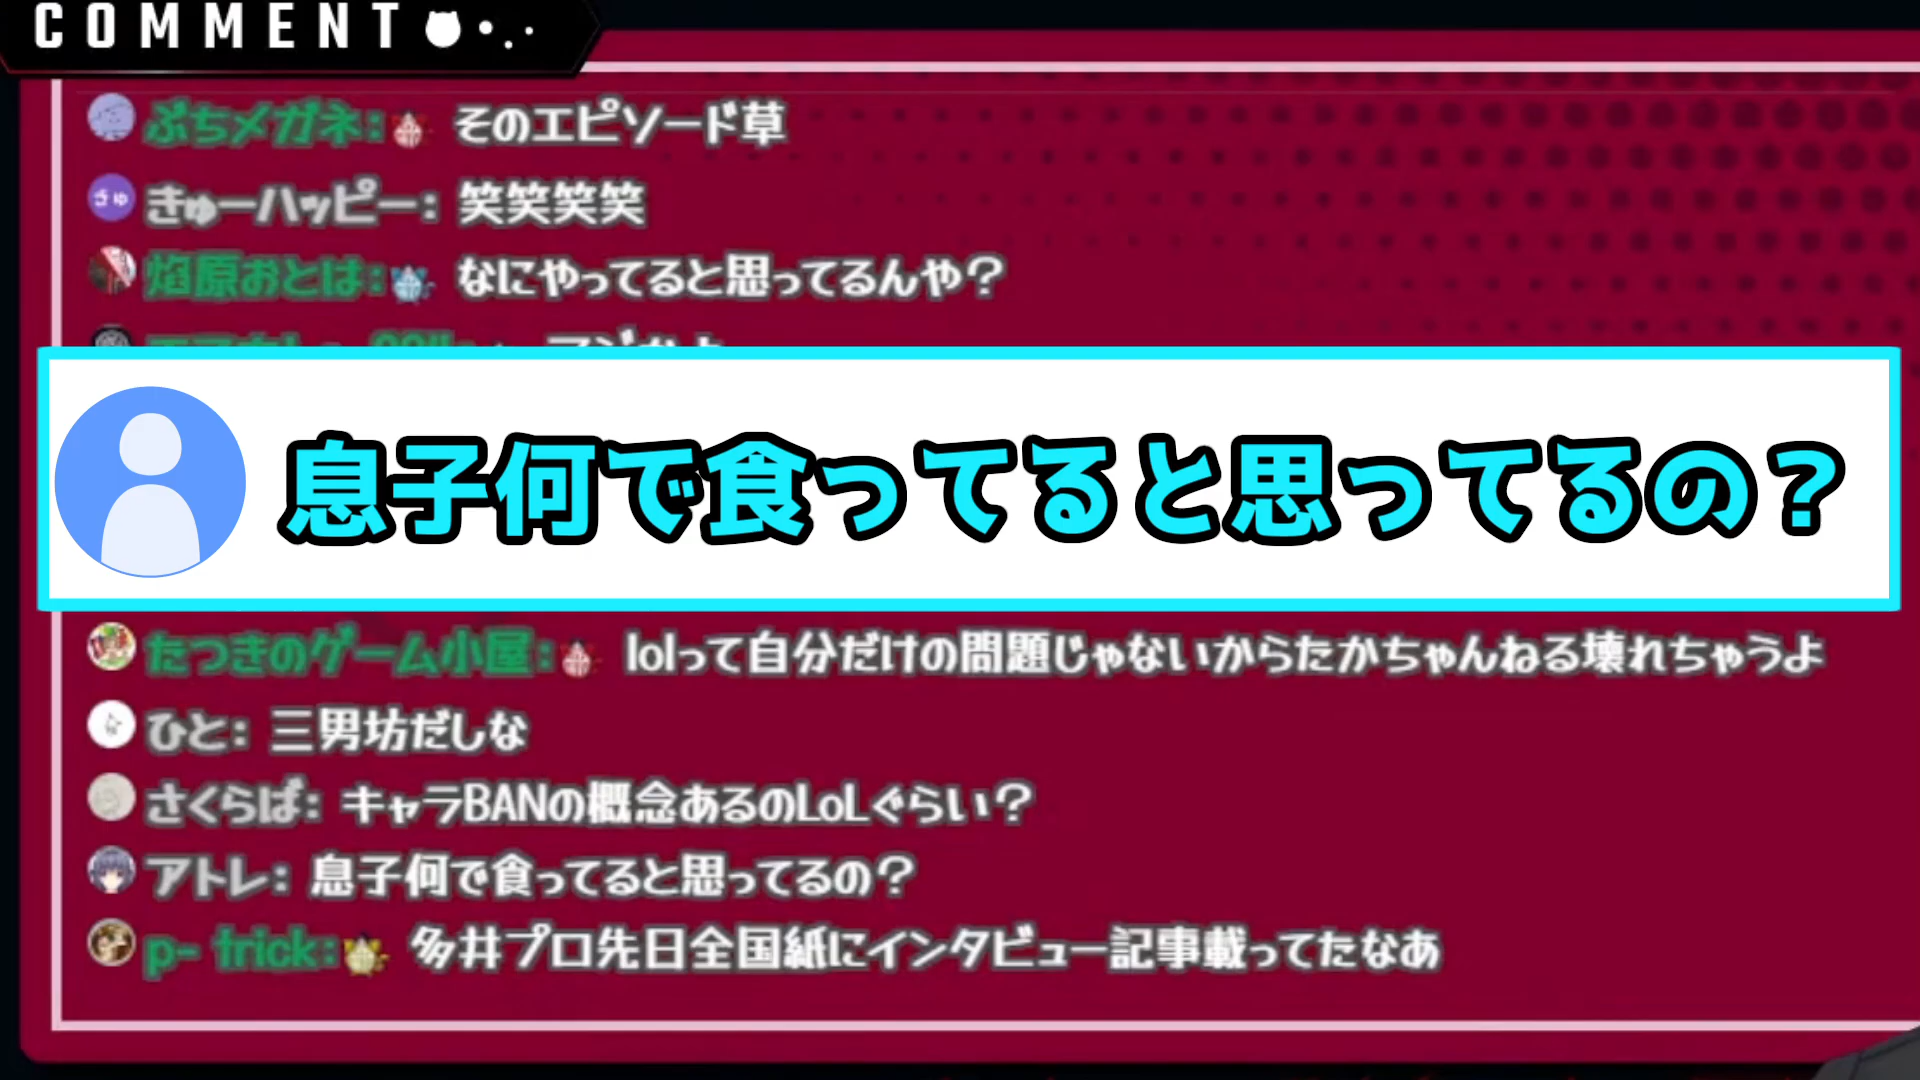 COMMENT
ぷちメガネ: そのエピソード草
きゅ きゅーハッピー: 笑笑笑笑
焰原おとは: なにやってると思ってるんや?
息子何で食ってると思ってるの?
たつきのゲーム小屋: lolって自分だけの問題じゃないからたかちゃんねる壊れちゃうよ
ひと: 三男坊だしな
さくらば: キャラBANの概念あるのLoLぐらい?
アトレ: 息子何で食ってると思ってるの?
p- frick: 多井プロ先日全国紙にインタビュー記事載ってたなあ